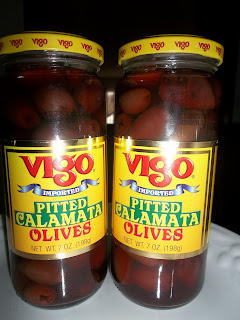 VIGO VIGO
VIGO
IMPORTED
PITTED
CALAMATA
OLIVES
NET WT. 7 OZ. (198g)
VIGO
IMPORTED
PITTED
CALAMATA
OLIVES
NET WT. 7 OZ. (198g)